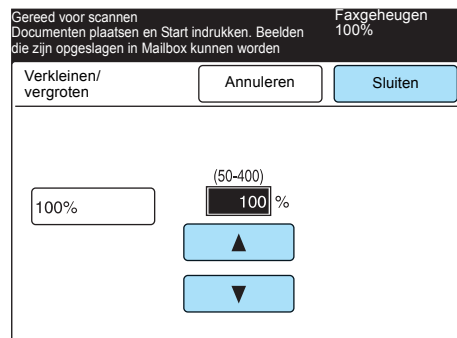 Gereed voor scannen
Faxgeheugen
Documenten plaatsen en Start indrukken. Beelden
100%
die zijn opgeslagen in Mailbox kunnen worden
Verkleinen/
vergroten
Annuleren
Sluiten
(50-400)
100%
100 %